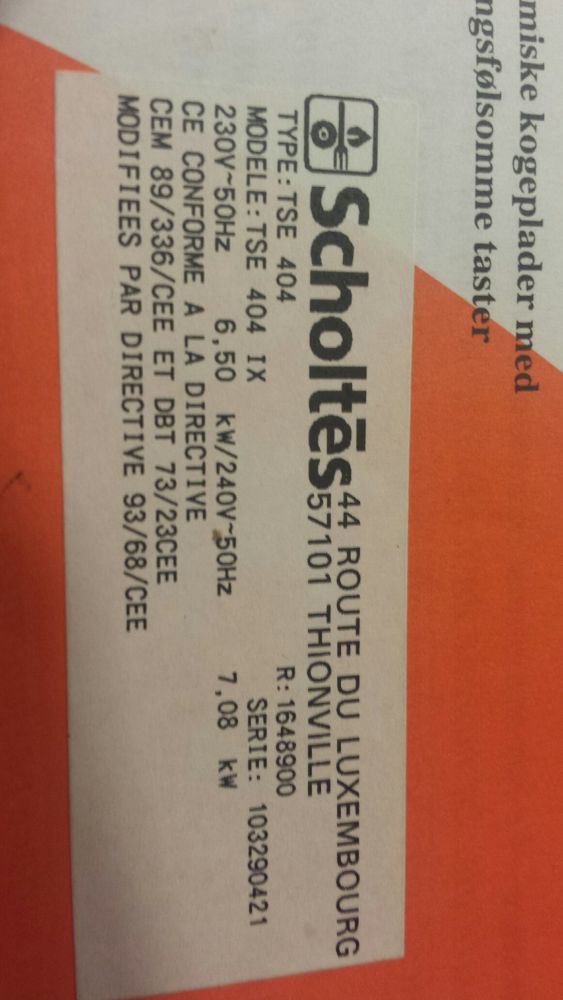 miske kogeplader med
ngsfølsomme taster
Scholtēs 44 ROUTE DU LUXEMBOURG
57101 THIONVILLE
TYPE: TSE 404 R: 1648900
MODELE: TSE 404 IX SERIE: 103290421
230V~50Hz 6,50 kW/240V~50Hz 7,08 kW
CE CONFORME A LA DIRECTIVE
CEM 89/336/CEE ET DBT 73/23CEE
MODIFIEES PAR DIRECTIVE 93/68/CEE